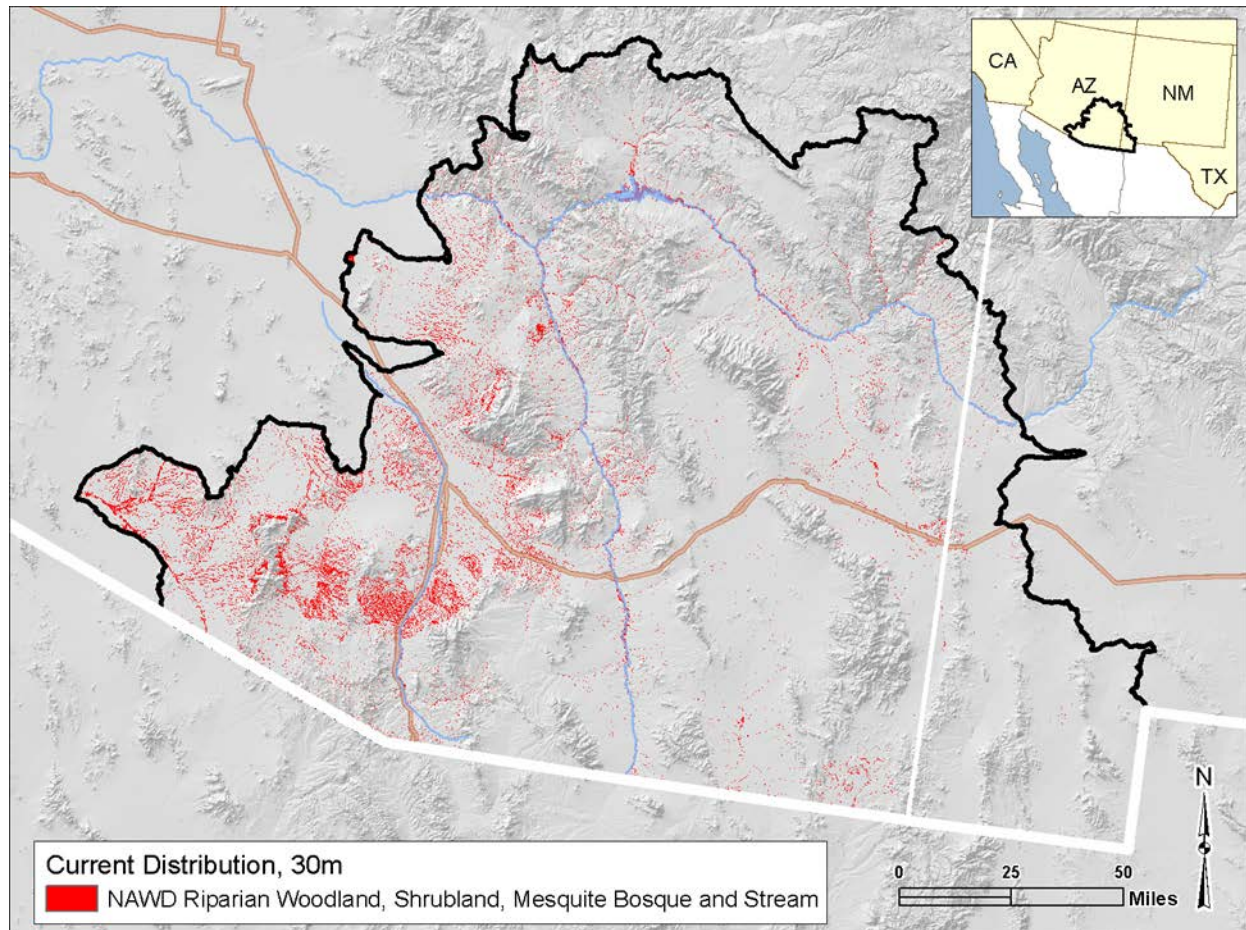 CA
AZ
NM
TX
N
Current Distribution, 30m
NAWD Riparian Woodland, Shrubland, Mesquite Bosque and Stream
0 25 50
Miles